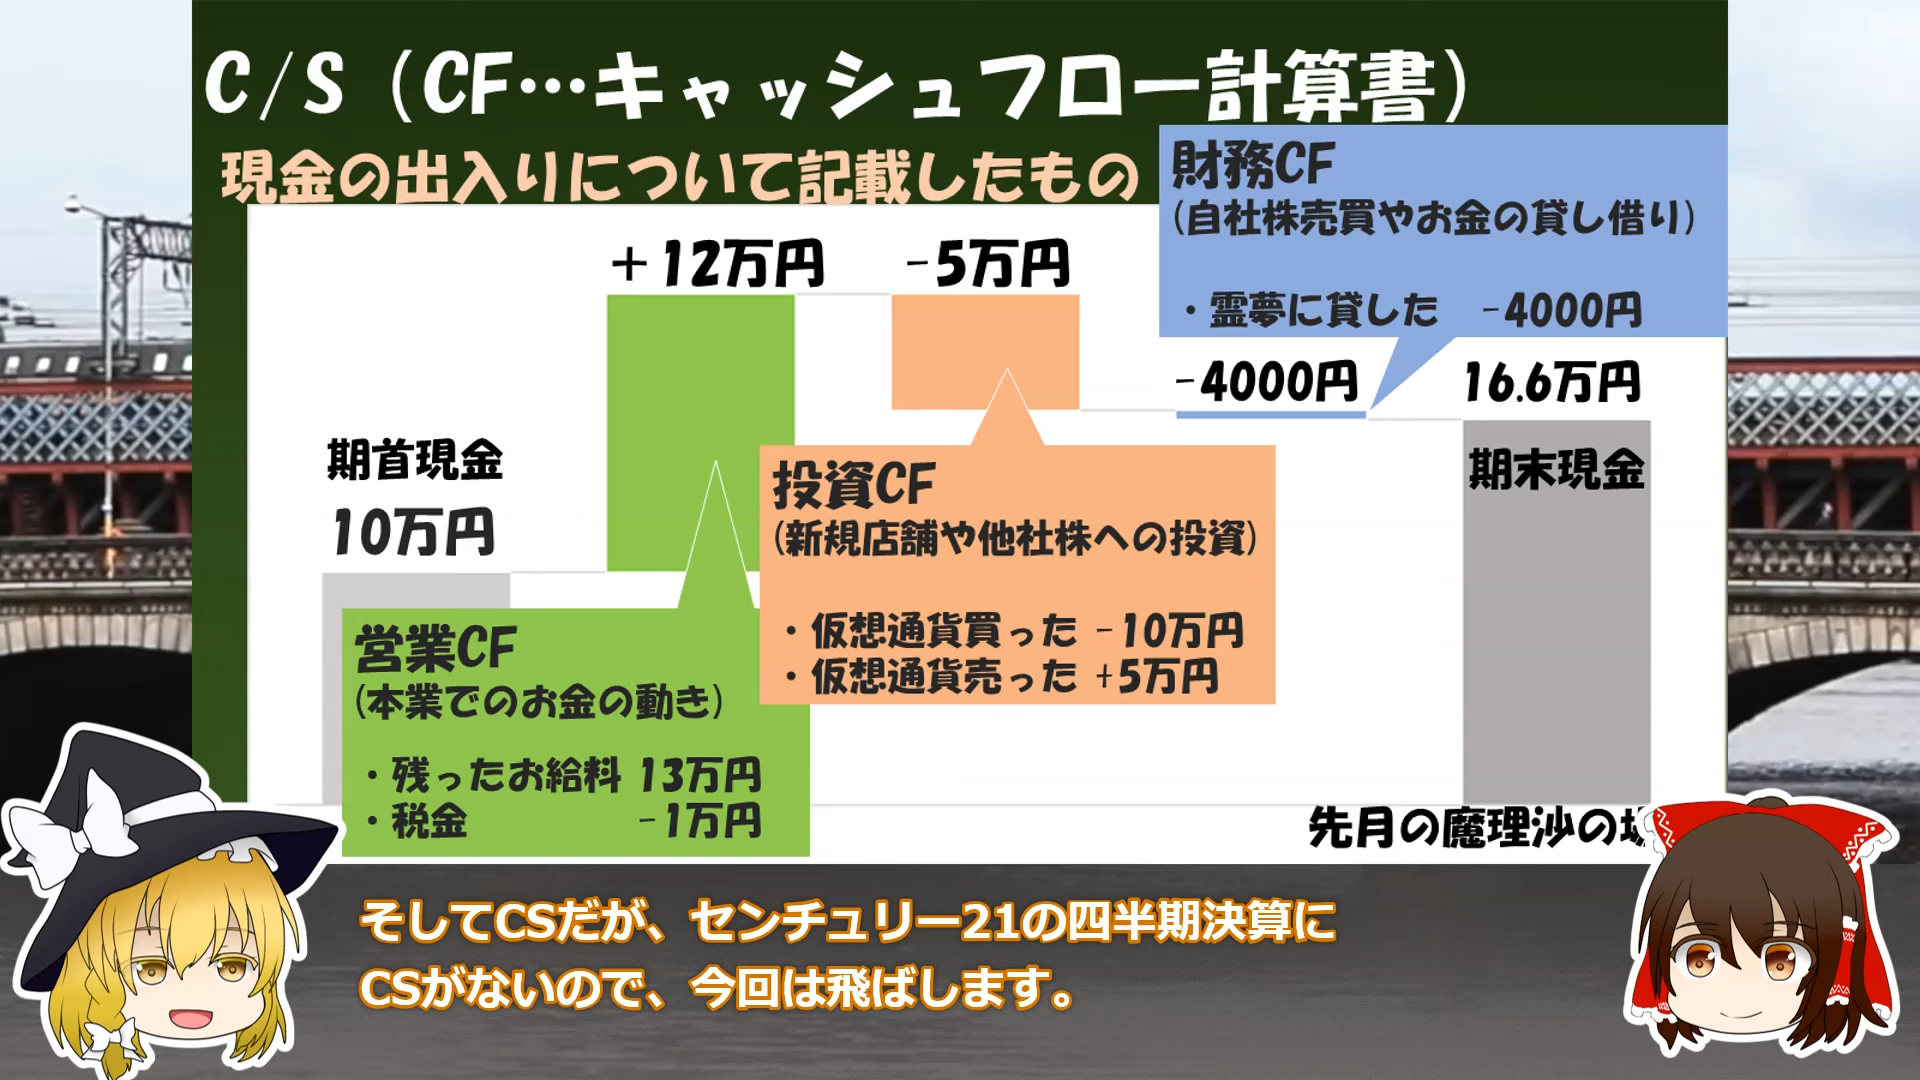 C/S（CF…キャッシュフロー計算書）
現金の出入りについて記載したもの
財務CF
(自社株売買やお金の貸し借り)
・霊夢に貸した -4000円
+12万円
-5万円
-4000円
16.6万円
期首現金
10万円
期末現金
投資CF
(新規店舗や他社株への投資)
・仮想通貨買った -10万円
・仮想通貨売った +5万円
営業CF
(本業でのお金の動き)
・残ったお給料 13万円
・税金 -1万円
先月の魔理沙の
そしてCSだが、センチュリー21の四半期決算に
CSがないので、今回は飛ばします。